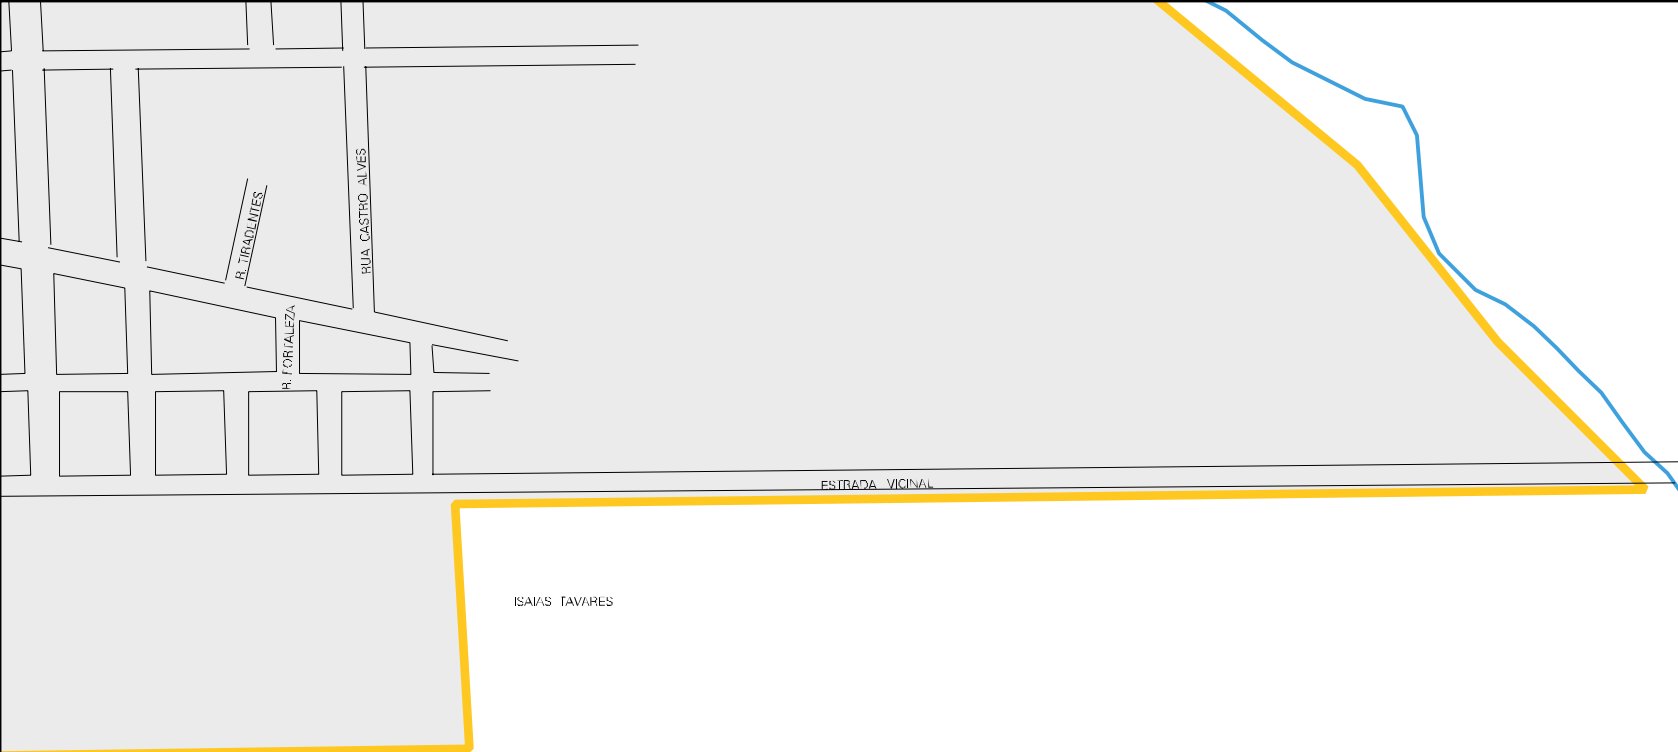 RUA CASTRO ALVES
R. TIRADENTES
R. FORTALEZA
ESTRADA VICINAL
ISAIAS TAVARES